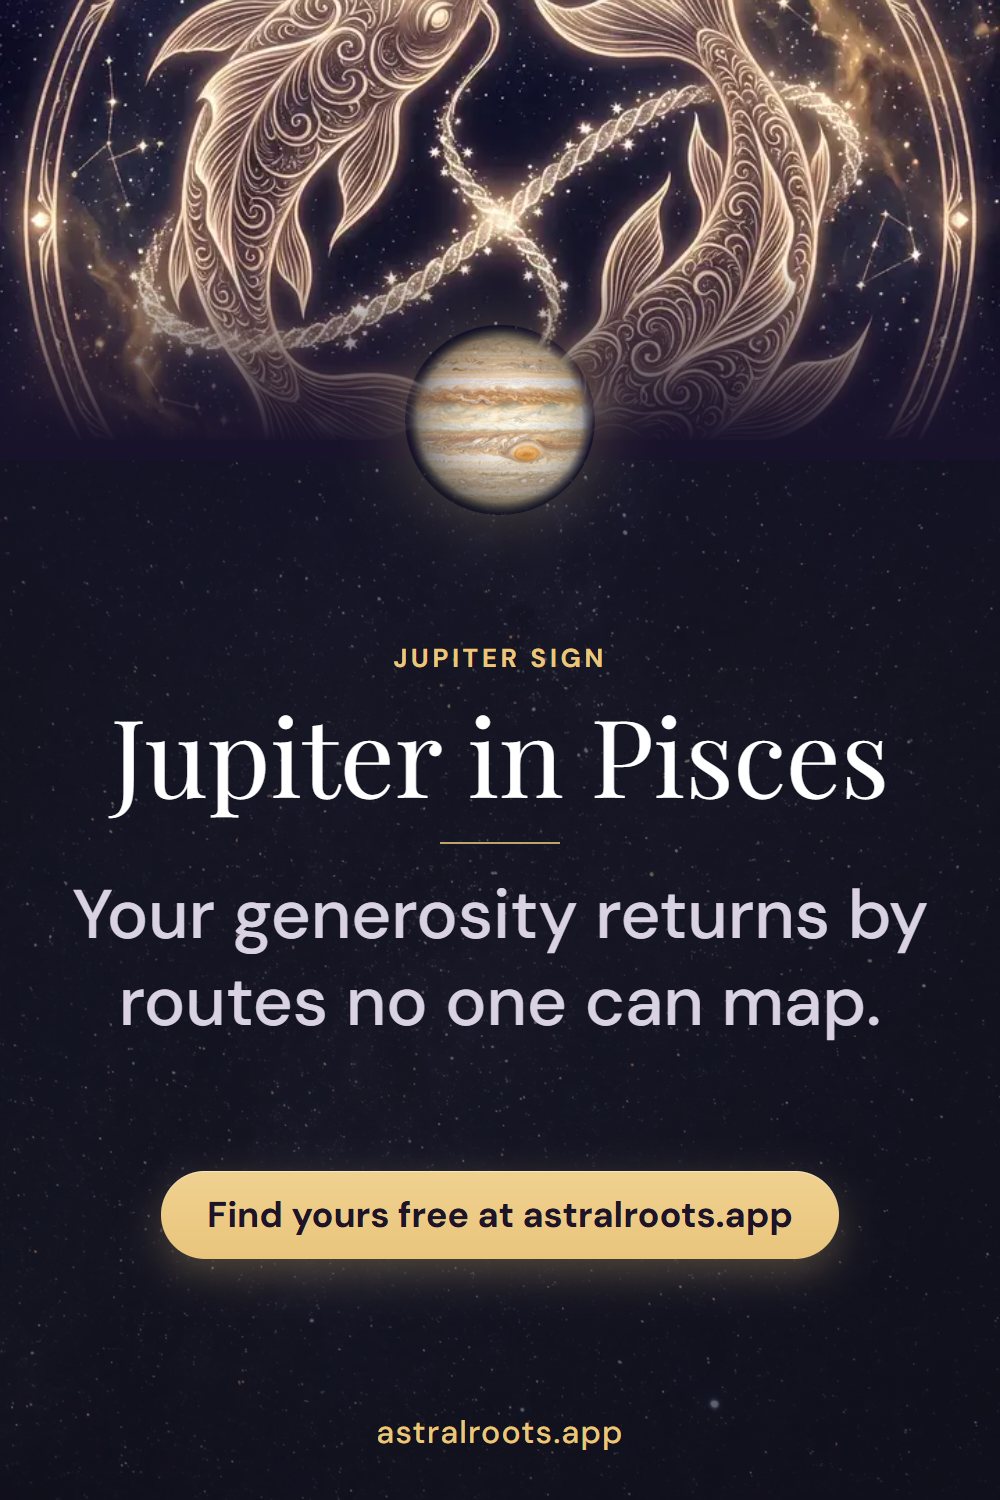 JUPITER SIGN
Jupiter in Pisces
Your generosity returns by
routes no one can map.
Find yours free at astralroots.app
astralroots.app